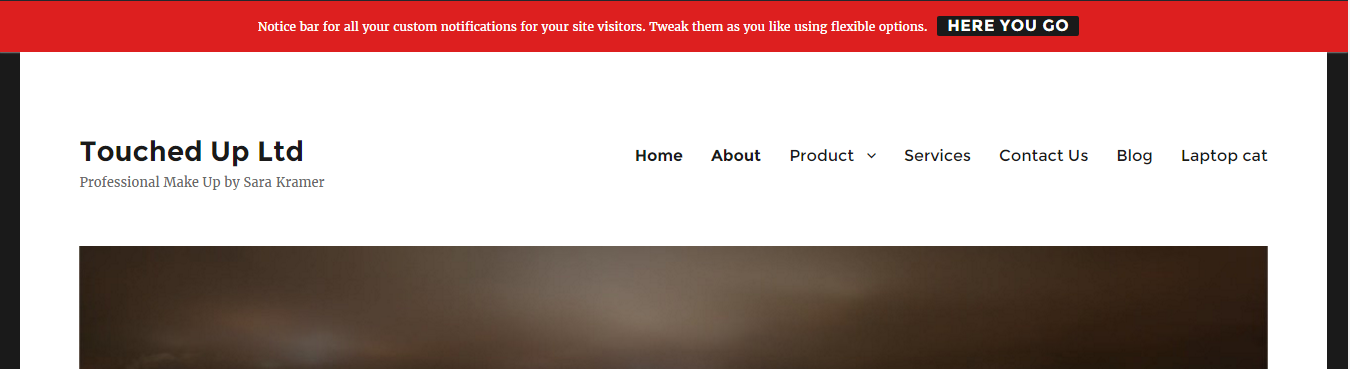 Notice bar for all your custom notifications for your site visitors. Tweak them as you like using flexible options. HERE YOU GO
Touched Up Ltd
Professional Make Up by Sara Kramer
Home About Product Services Contact Us Blog Laptop cat